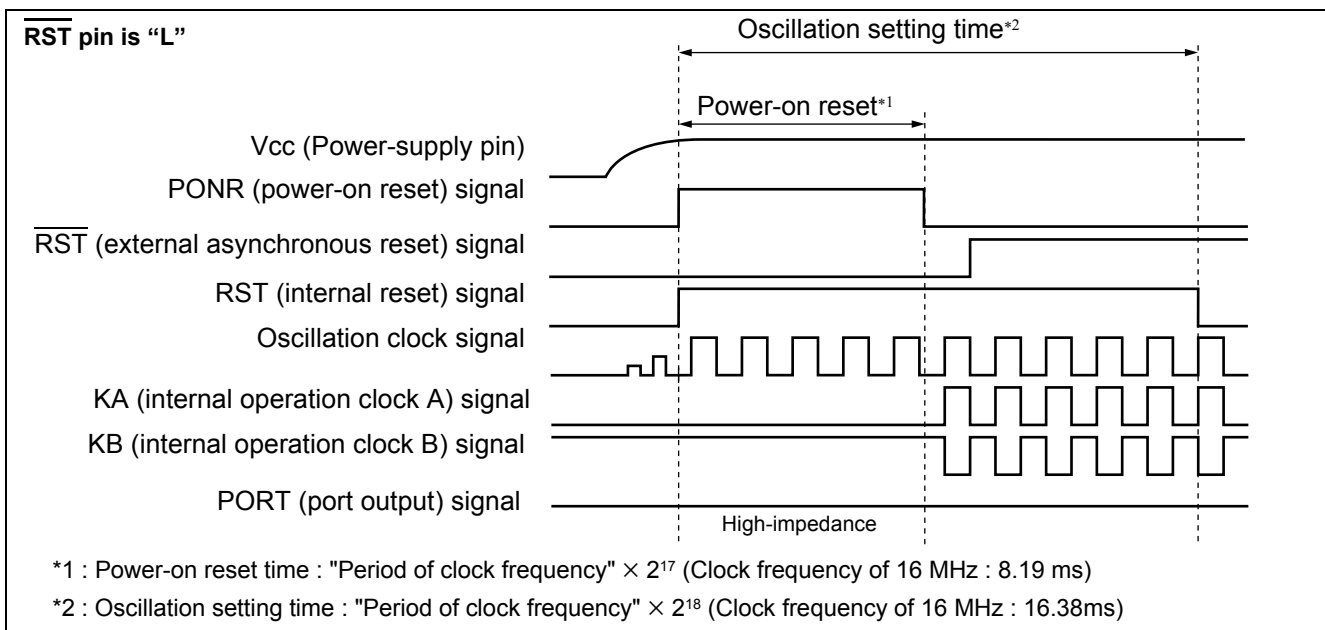 RST pin is “L”
Oscillation setting time*2
Power-on reset*1
Vcc (Power-supply pin)
PONR (power-on reset) signal
RST (external asynchronous reset) signal
RST (internal reset) signal
Oscillation clock signal
KA (internal operation clock A) signal
KB (internal operation clock B) signal
PORT (port output) signal
High-impedance
*1 : Power-on reset time : "Period of clock frequency" × 2¹⁷ (Clock frequency of 16 MHz : 8.19 ms)
*2 : Oscillation setting time : "Period of clock frequency" × 2¹⁸ (Clock frequency of 16 MHz : 16.38ms)